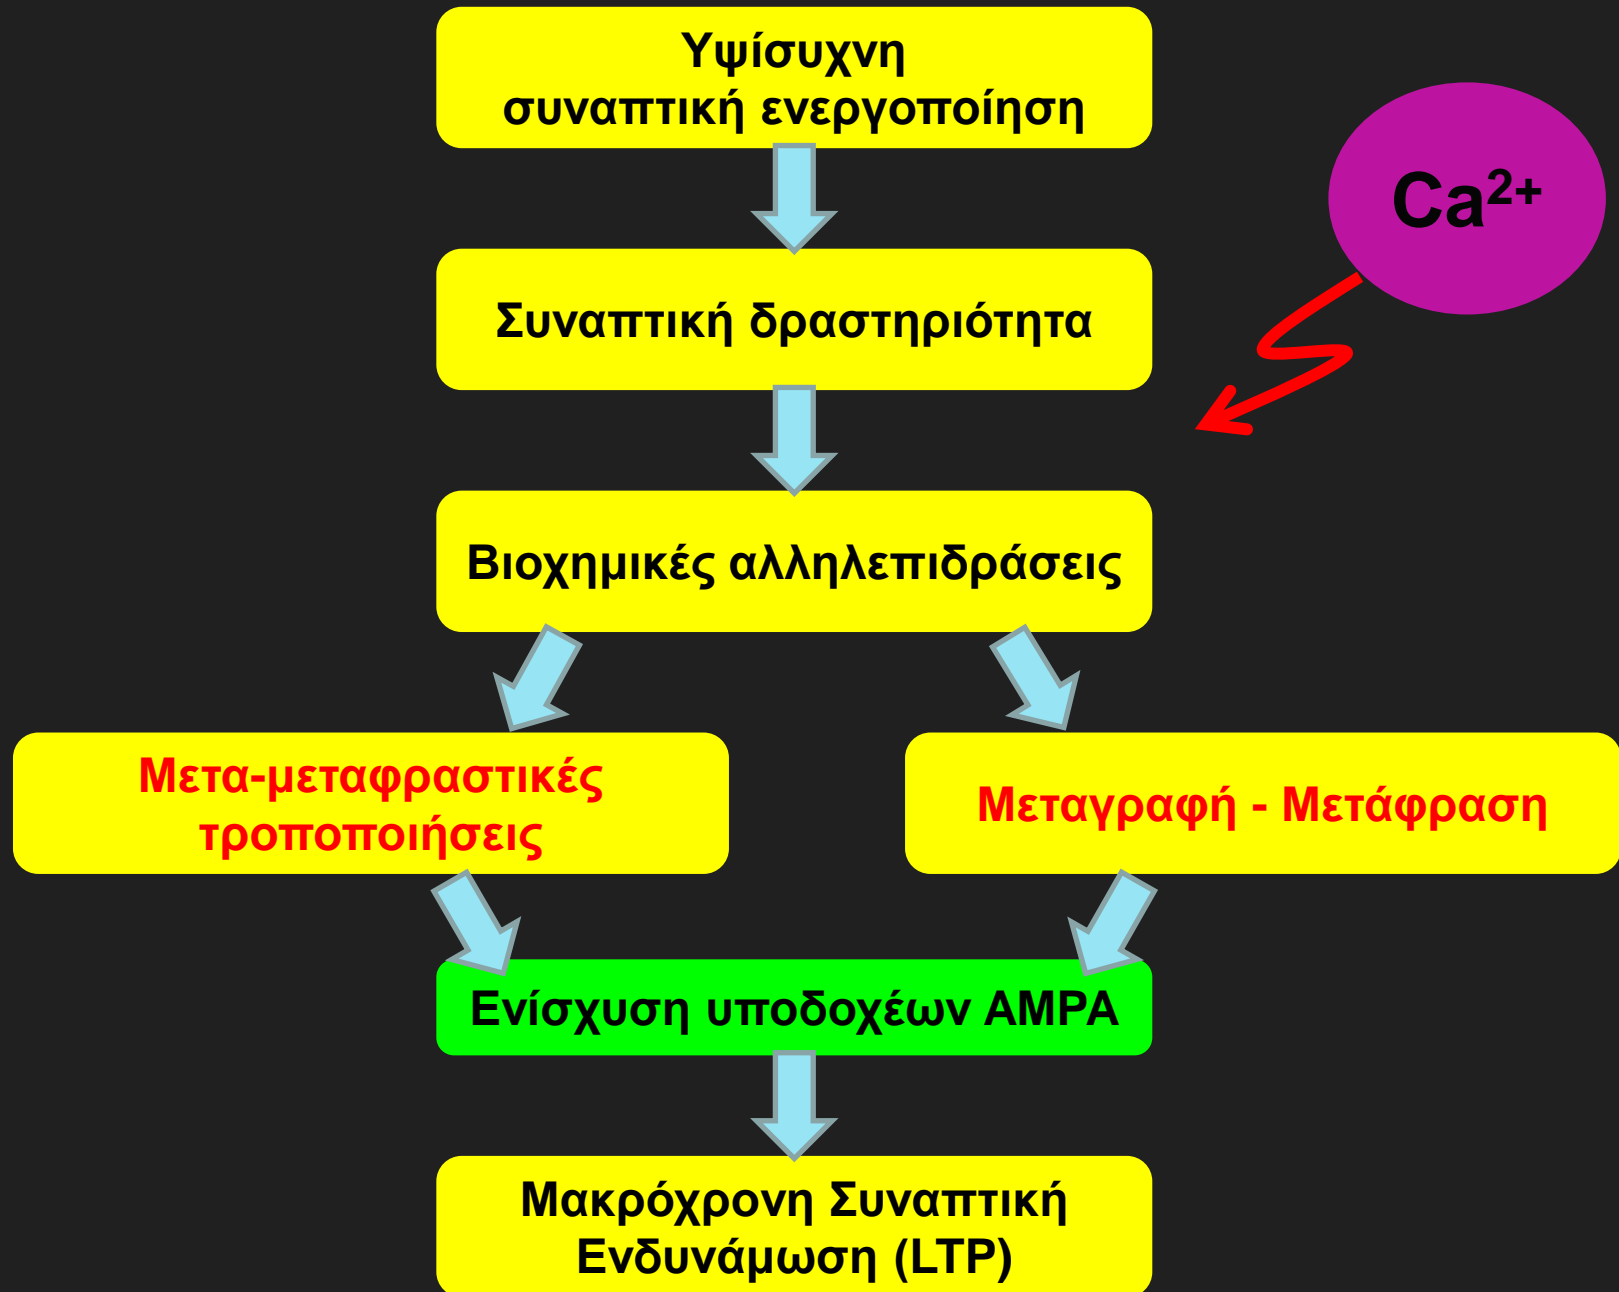 Υψίσυχνη
συναπτική ενεργοποίηση
Ca²⁺
Συναπτική δραστηριότητα
Βιοχημικές αλληλεπιδράσεις
Μετα-μεταφραστικές
τροποποιήσεις
Μεταγραφή - Μετάφραση
Ενίσχυση υποδοχέων AMPA
Μακρόχρονη Συναπτική
Ενδυνάμωση (LTP)